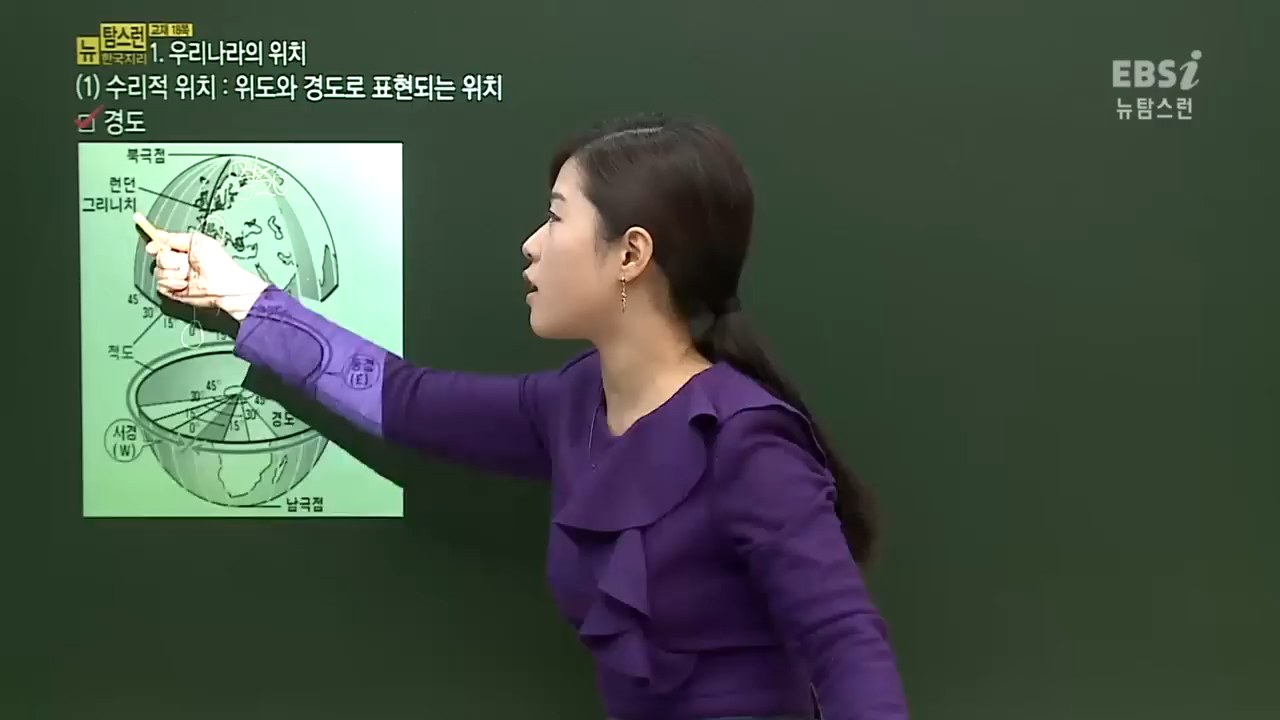 뉴 탐스런 한국지리 교재 18쪽
1. 우리나라의 위치
(1) 수리적 위치 : 위도와 경도로 표현되는 위치
경도
EBSi
뉴탐스런
북극점
런던
그리니치
45
30
15°
0°
적도
동경
(E)
45°
30°
15
0°
15°
30
45
경도
서경
(W)
남극점